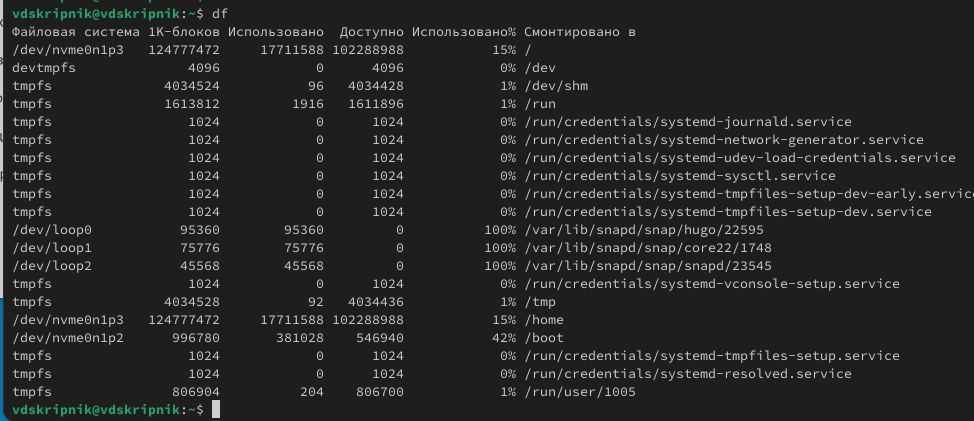 vdskripnik@vdskripnik:~$ df
Файловая система 1K-блоков Использовано Доступно Использовано% Смонтировано в
/dev/nvme0n1p3 124777472 17711588 102288988 15% /
devtmpfs 4096 0 4096 0% /dev
tmpfs 4034524 96 4034428 1% /dev/shm
tmpfs 1613812 1916 1611896 1% /run
tmpfs 1024 0 1024 0% /run/credentials/systemd-journald.service
tmpfs 1024 0 1024 0% /run/credentials/systemd-network-generator.service
tmpfs 1024 0 1024 0% /run/credentials/systemd-udev-load-credentials.service
tmpfs 1024 0 1024 0% /run/credentials/systemd-sysctl.service
tmpfs 1024 0 1024 0% /run/credentials/systemd-tmpfiles-setup-dev-early.service
tmpfs 1024 0 1024 0% /run/credentials/systemd-tmpfiles-setup-dev.service
/dev/loop0 95360 95360 0 100% /var/lib/snapd/snap/hugo/22595
/dev/loop1 75776 75776 0 100% /var/lib/snapd/snap/core22/1748
/dev/loop2 45568 45568 0 100% /var/lib/snapd/snap/snapd/23545
tmpfs 1024 0 1024 0% /run/credentials/systemd-vconsole-setup.service
tmpfs 4034528 92 4034436 1% /tmp
/dev/nvme0n1p3 124777472 17711588 102288988 15% /home
/dev/nvme0n1p2 996780 381028 546940 42% /boot
tmpfs 1024 0 1024 0% /run/credentials/systemd-tmpfiles-setup.service
tmpfs 1024 0 1024 0% /run/credentials/systemd-resolved.service
tmpfs 806904 204 806700 1% /run/user/1005
vdskripnik@vdskripnik:~$